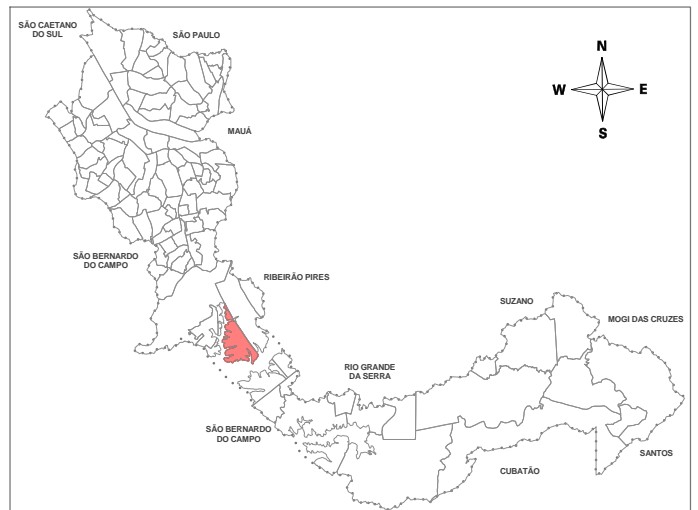 SÃO CAETANO
DO SUL
SÃO PAULO
N
W
E
S
MAUÁ
SÃO BERNARDO
DO CAMPO
RIBEIRÃO PIRES
SUZANO
MOGI DAS CRUZES
RIO GRANDE
DA SERRA
SÃO BERNARDO
DO CAMPO
SANTOS
CUBATÃO